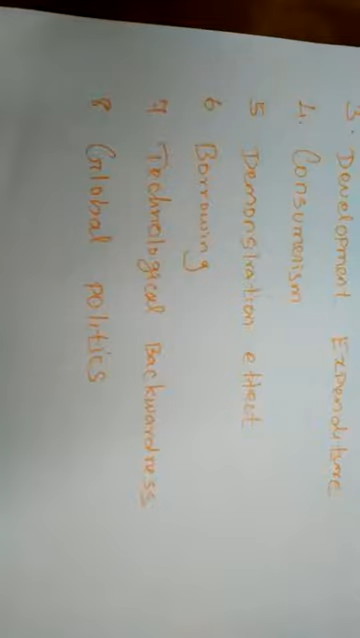 3. Development Expenditure
4. Consumerism
5 Demonstration effect
6 Borrowing
7 Technological Backwardness
8 Global politics